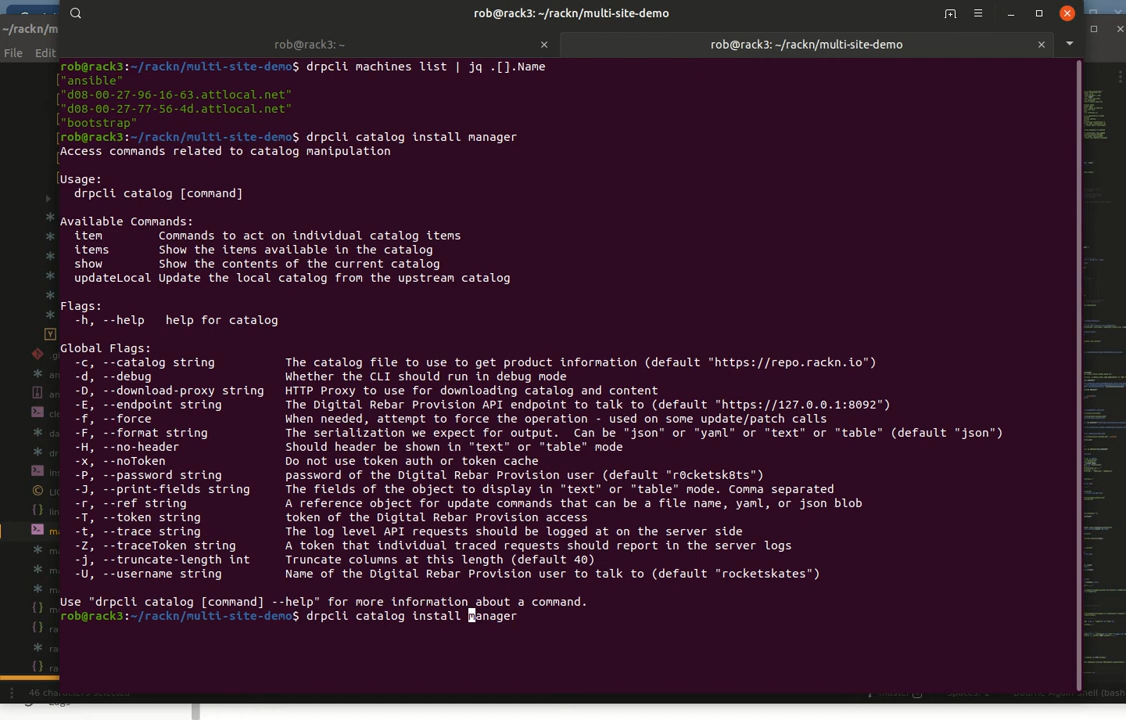 rob@rack3: ~/rackn/multi-site-demo
~/rackn/m
File Edit
rob@rack3: ~
rob@rack3: ~/rackn/multi-site-demo
rob@rack3:~/rackn/multi-site-demo$ drpcli machines list | jq .[].Name
"ansible"
"d08-00-27-96-16-63.attlocal.net"
"d08-00-27-77-56-4d.attlocal.net"
"bootstrap"
rob@rack3:~/rackn/multi-site-demo$ drpcli catalog install manager
Access commands related to catalog manipulation
Usage:
drpcli catalog [command]
Available Commands:
item Commands to act on individual catalog items
items Show the items available in the catalog
show Show the contents of the current catalog
updateLocal Update the local catalog from the upstream catalog
Flags:
-h, --help help for catalog
Global Flags:
-c, --catalog string The catalog file to use to get product information (default "https://repo.rackn.io")
-d, --debug Whether the CLI should run in debug mode
-D, --download-proxy string HTTP Proxy to use for downloading catalog and content
-E, --endpoint string The Digital Rebar Provision API endpoint to talk to (default "https://127.0.0.1:8092")
-f, --force When needed, attempt to force the operation - used on some update/patch calls
-F, --format string The serialization we expect for output. Can be "json" or "yaml" or "text" or "table" (default "json")
-H, --no-header Should header be shown in "text" or "table" mode
-x, --noToken Do not use token auth or token cache
-P, --password string password of the Digital Rebar Provision user (default "r0cketsk8ts")
-J, --print-fields string The fields of the object to display in "text" or "table" mode. Comma separated
-r, --ref string A reference object for update commands that can be a file name, yaml, or json blob
-T, --token string token of the Digital Rebar Provision access
-t, --trace string The log level API requests should be logged at on the server side
-Z, --traceToken string A token that individual traced requests should report in the server logs
-j, --truncate-length int Truncate columns at this length (default 40)
-U, --username string Name of the Digital Rebar Provision user to talk to (default "rocketskates")
Use "drpcli catalog [command] --help" for more information about a command.
rob@rack3:~/rackn/multi-site-demo$ drpcli catalog install manager
46 characters selected